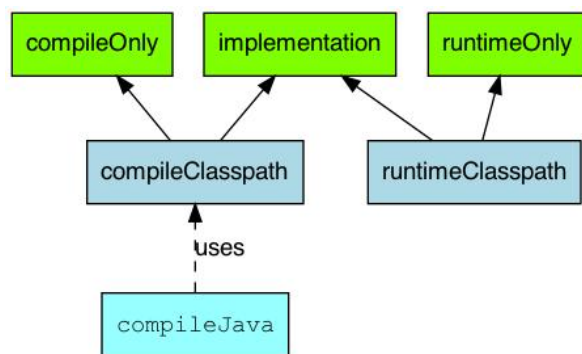 compileOnly
implementation
runtimeOnly
compileClasspath
runtimeClasspath
uses
compileJava